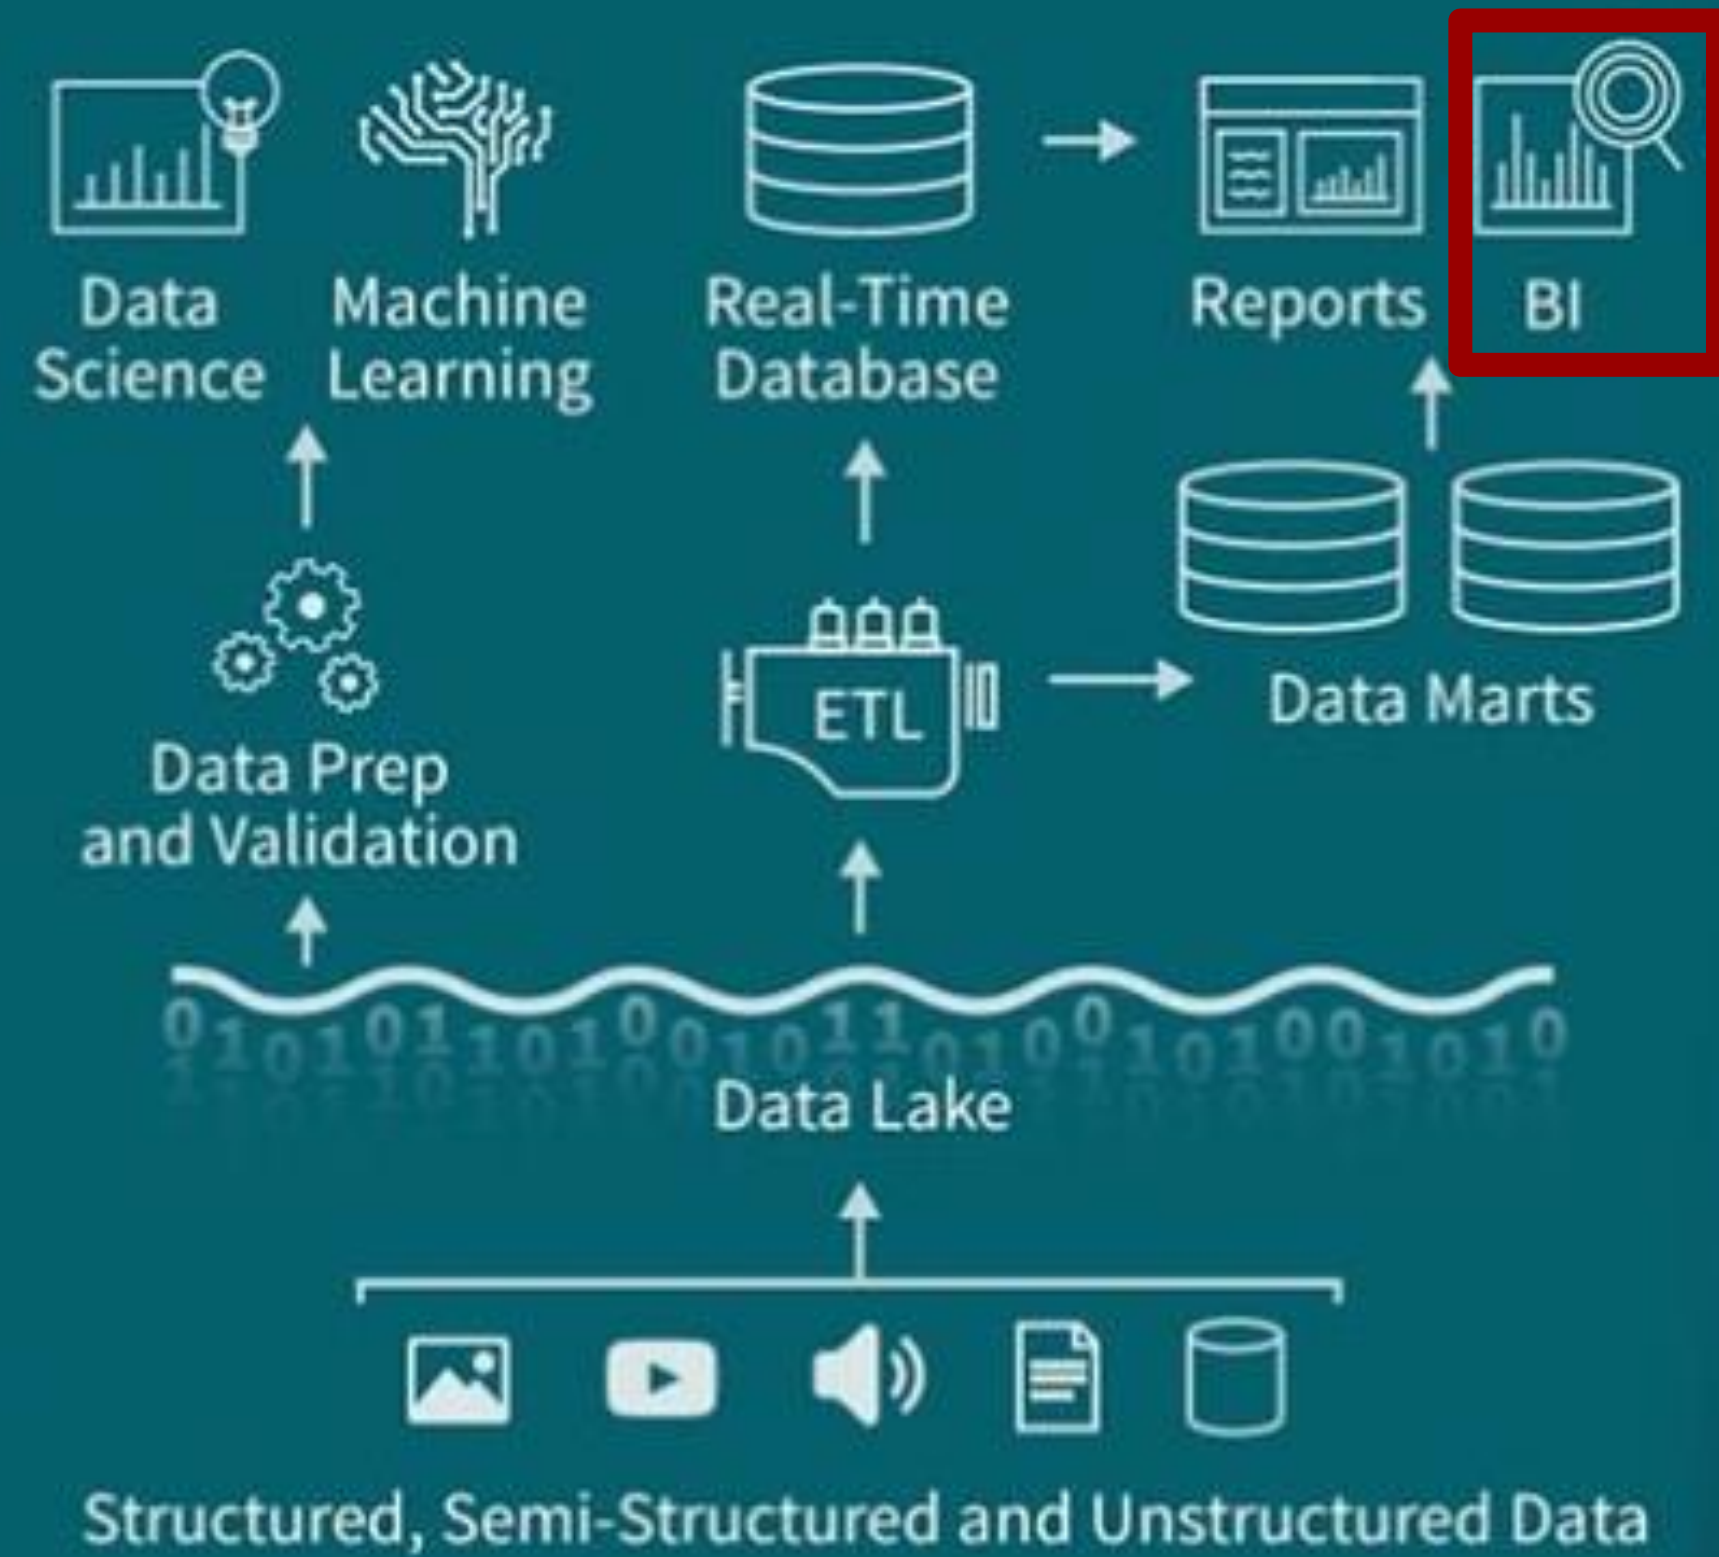 Data
Science
Machine
Learning
Real-Time
Database
Reports
BI
Data Prep
and Validation
ETL
Data Marts
Data Lake
Structured, Semi-Structured and Unstructured Data